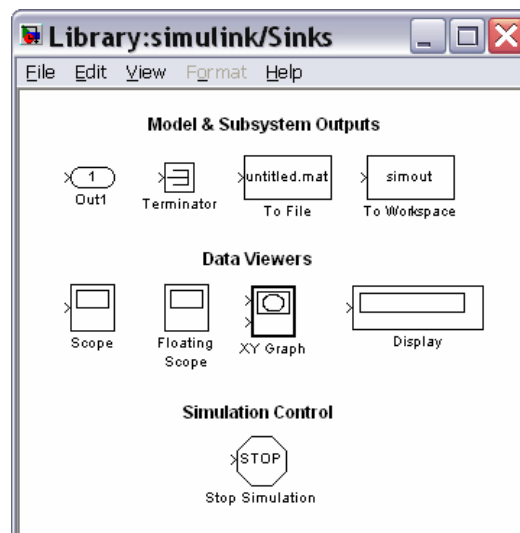 Library:simulink/Sinks
File Edit View Format Help
Model & Subsystem Outputs
1 untitled.mat simout
Out1 Terminator To File To Workspace
Data Viewers
Scope Floating Scope XY Graph Display
Simulation Control
STOP
Stop Simulation